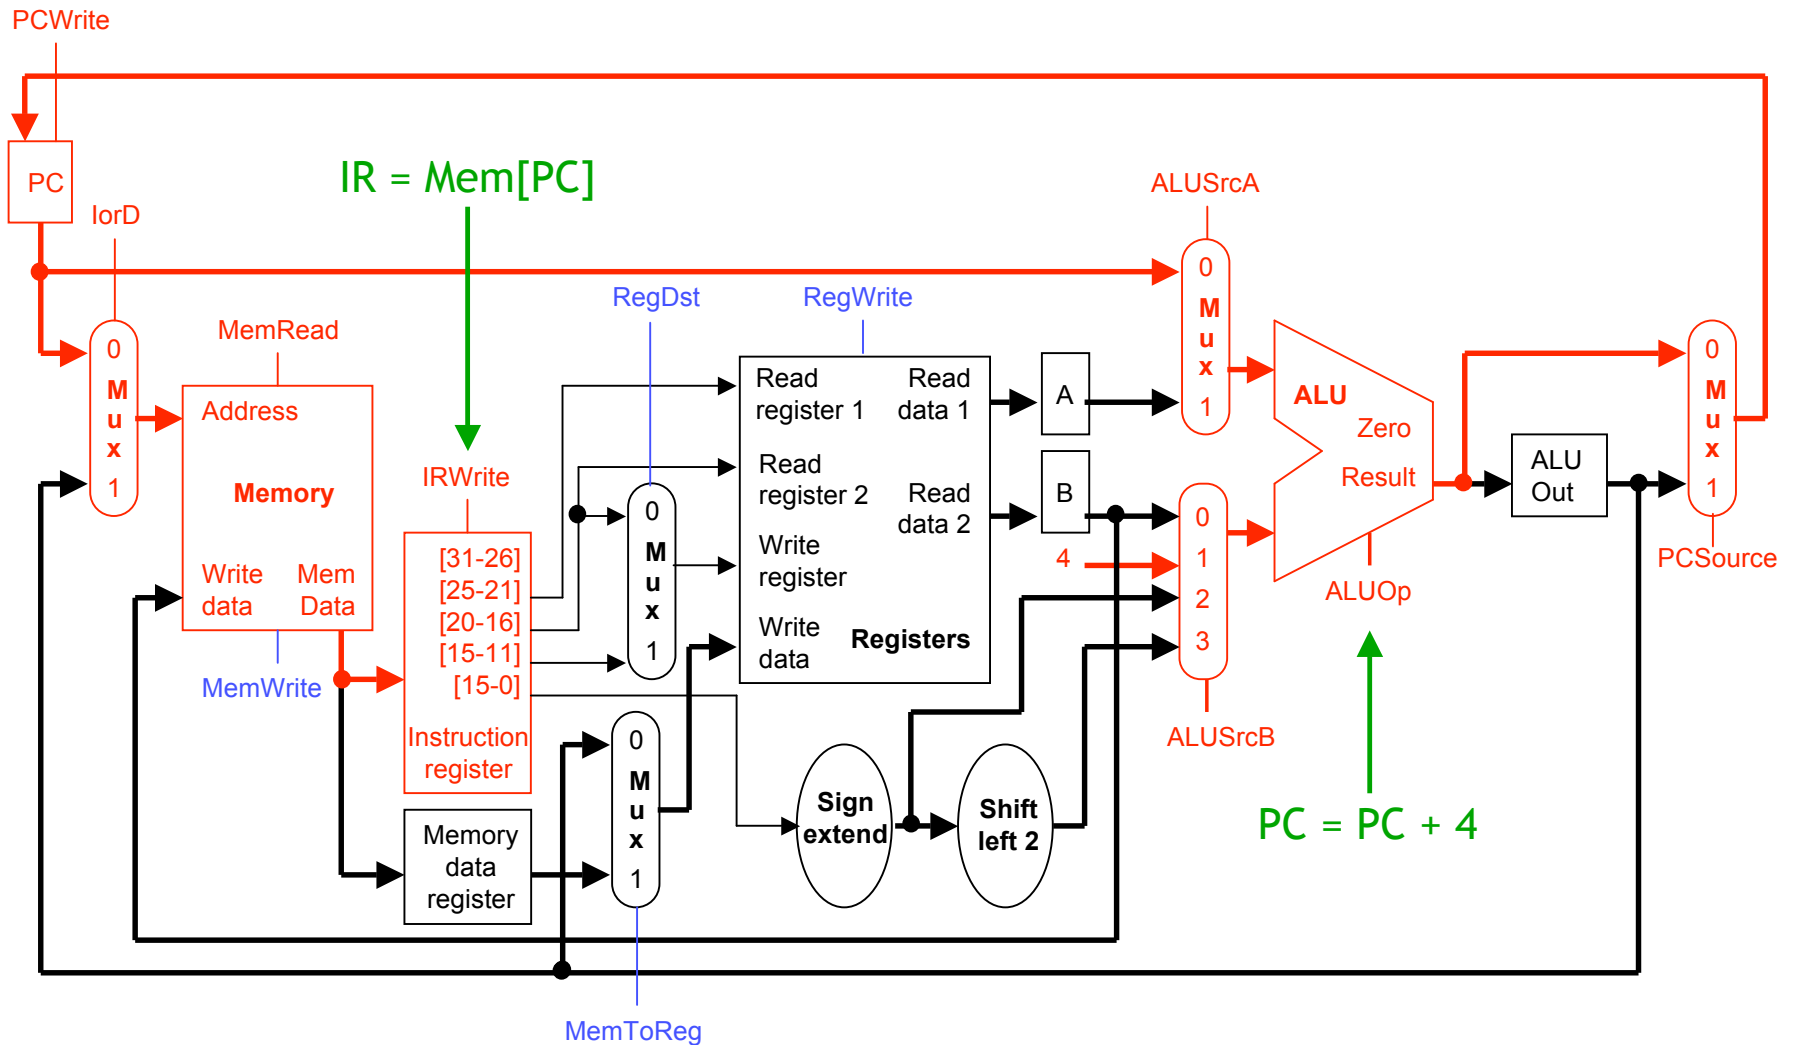 PCWrite
PC
IR = Mem[PC]
IorD
0
M
u
x
1
MemRead
Address
Memory
Write
data
Mem
Data
MemWrite
IRWrite
[31-26]
[25-21]
[20-16]
[15-11]
[15-0]
Instruction
register
Memory
data
register
RegDst
0
M
u
x
1
0
M
u
x
1
MemToReg
RegWrite
Read
register 1
Read
data 1
Read
register 2
Read
data 2
Write
register
Write
data
Registers
Sign
extend
Shift
left 2
A
B
4
ALUSrcA
0
M
u
x
1
0
1
2
3
ALUSrcB
ALU
Zero
Result
ALUOp
PC = PC + 4
ALU
Out
0
M
u
x
1
PCSource